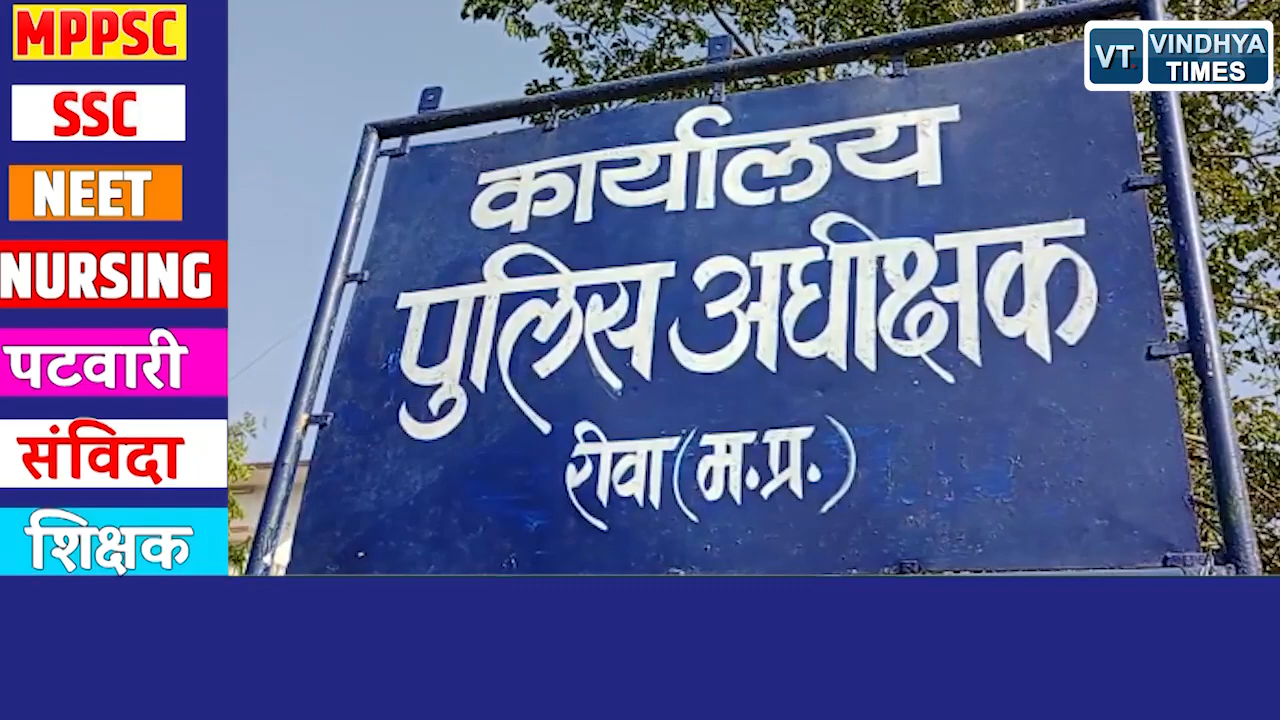 MPPSC
SSC
NEET
NURSING
पटवारी
संविदा
शिक्षक
कार्यालय
पुलिस अधीक्षक
रीवा (म.प्र.)
VT VINDHYA
TIMES